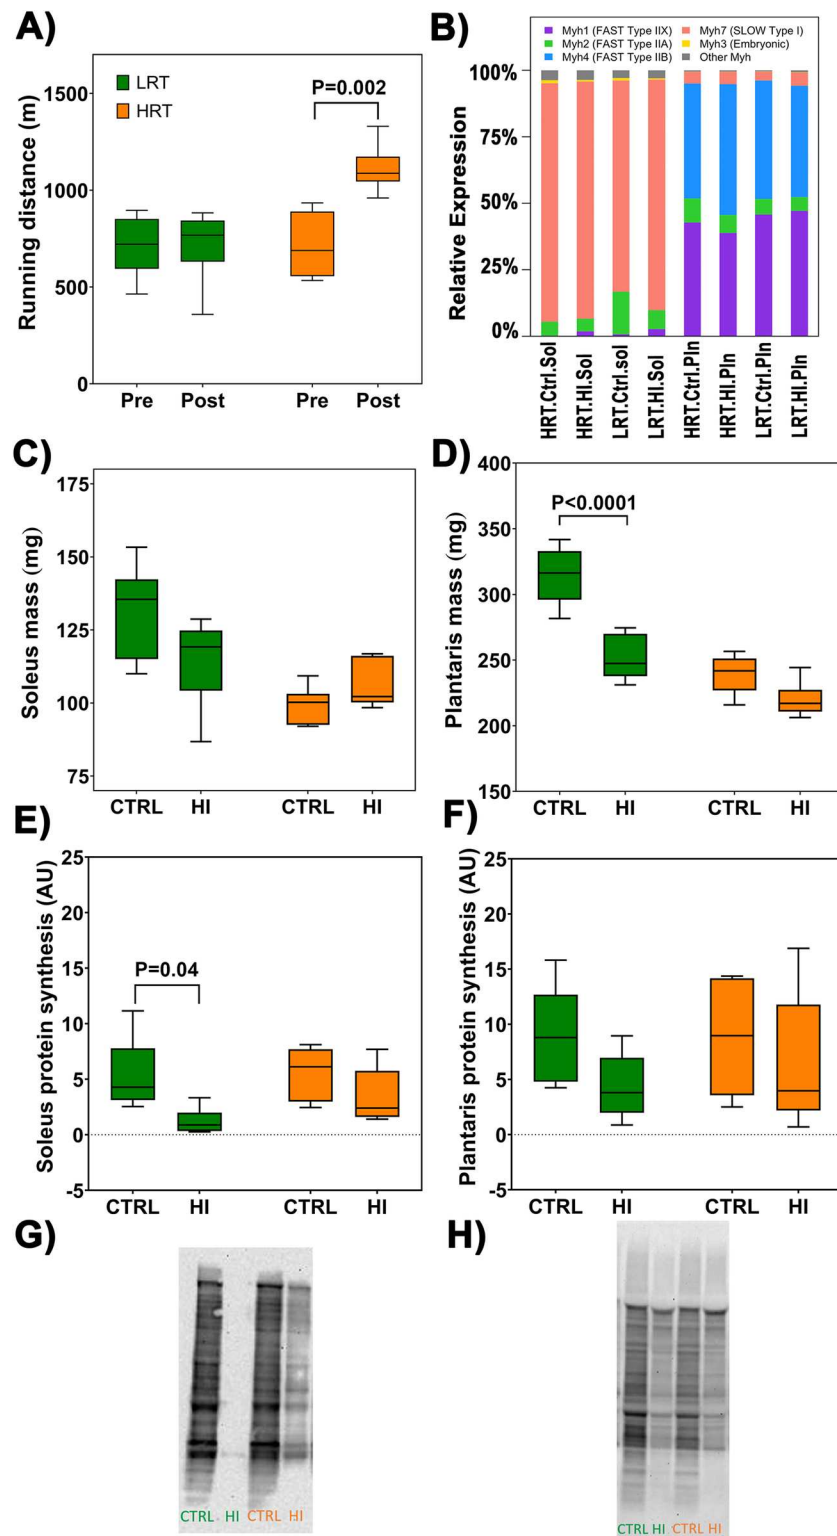 A)
Running distance (m)
1500
1000
500
0
LRT
HRT
P=0.002
Pre
Post
Pre
Post
B)
Myh1 (FAST Type IIX)
Myh2 (FAST Type IIA)
Myh4 (FAST Type IIB)
Myh7 (SLOW Type I)
Myh3 (Embryonic)
Other Myh
Relative Expression
100%
75%
50%
25%
0%
HRT.Ctrl.Sol
HRT.HI.Sol
LRT.Ctrl.sol
LRT.HI.Sol
HRT.Ctrl.Pln
HRT.HI.Pln
LRT.Ctrl.Pln
LRT.HI.Pln
C)
Soleus mass (mg)
175
150
125
100
75
CTRL
HI
CTRL
HI
D)
Plantaris mass (mg)
400
350
300
250
200
150
P<0.0001
CTRL
HI
CTRL
HI
E)
Soleus protein synthesis (AU)
25
20
15
10
5
0
-5
P=0.04
CTRL
HI
CTRL
HI
F)
Plantaris protein synthesis (AU)
25
20
15
10
5
0
-5
CTRL
HI
CTRL
HI
G)
CTRL HI CTRL HI
H)
CTRL HI CTRL HI